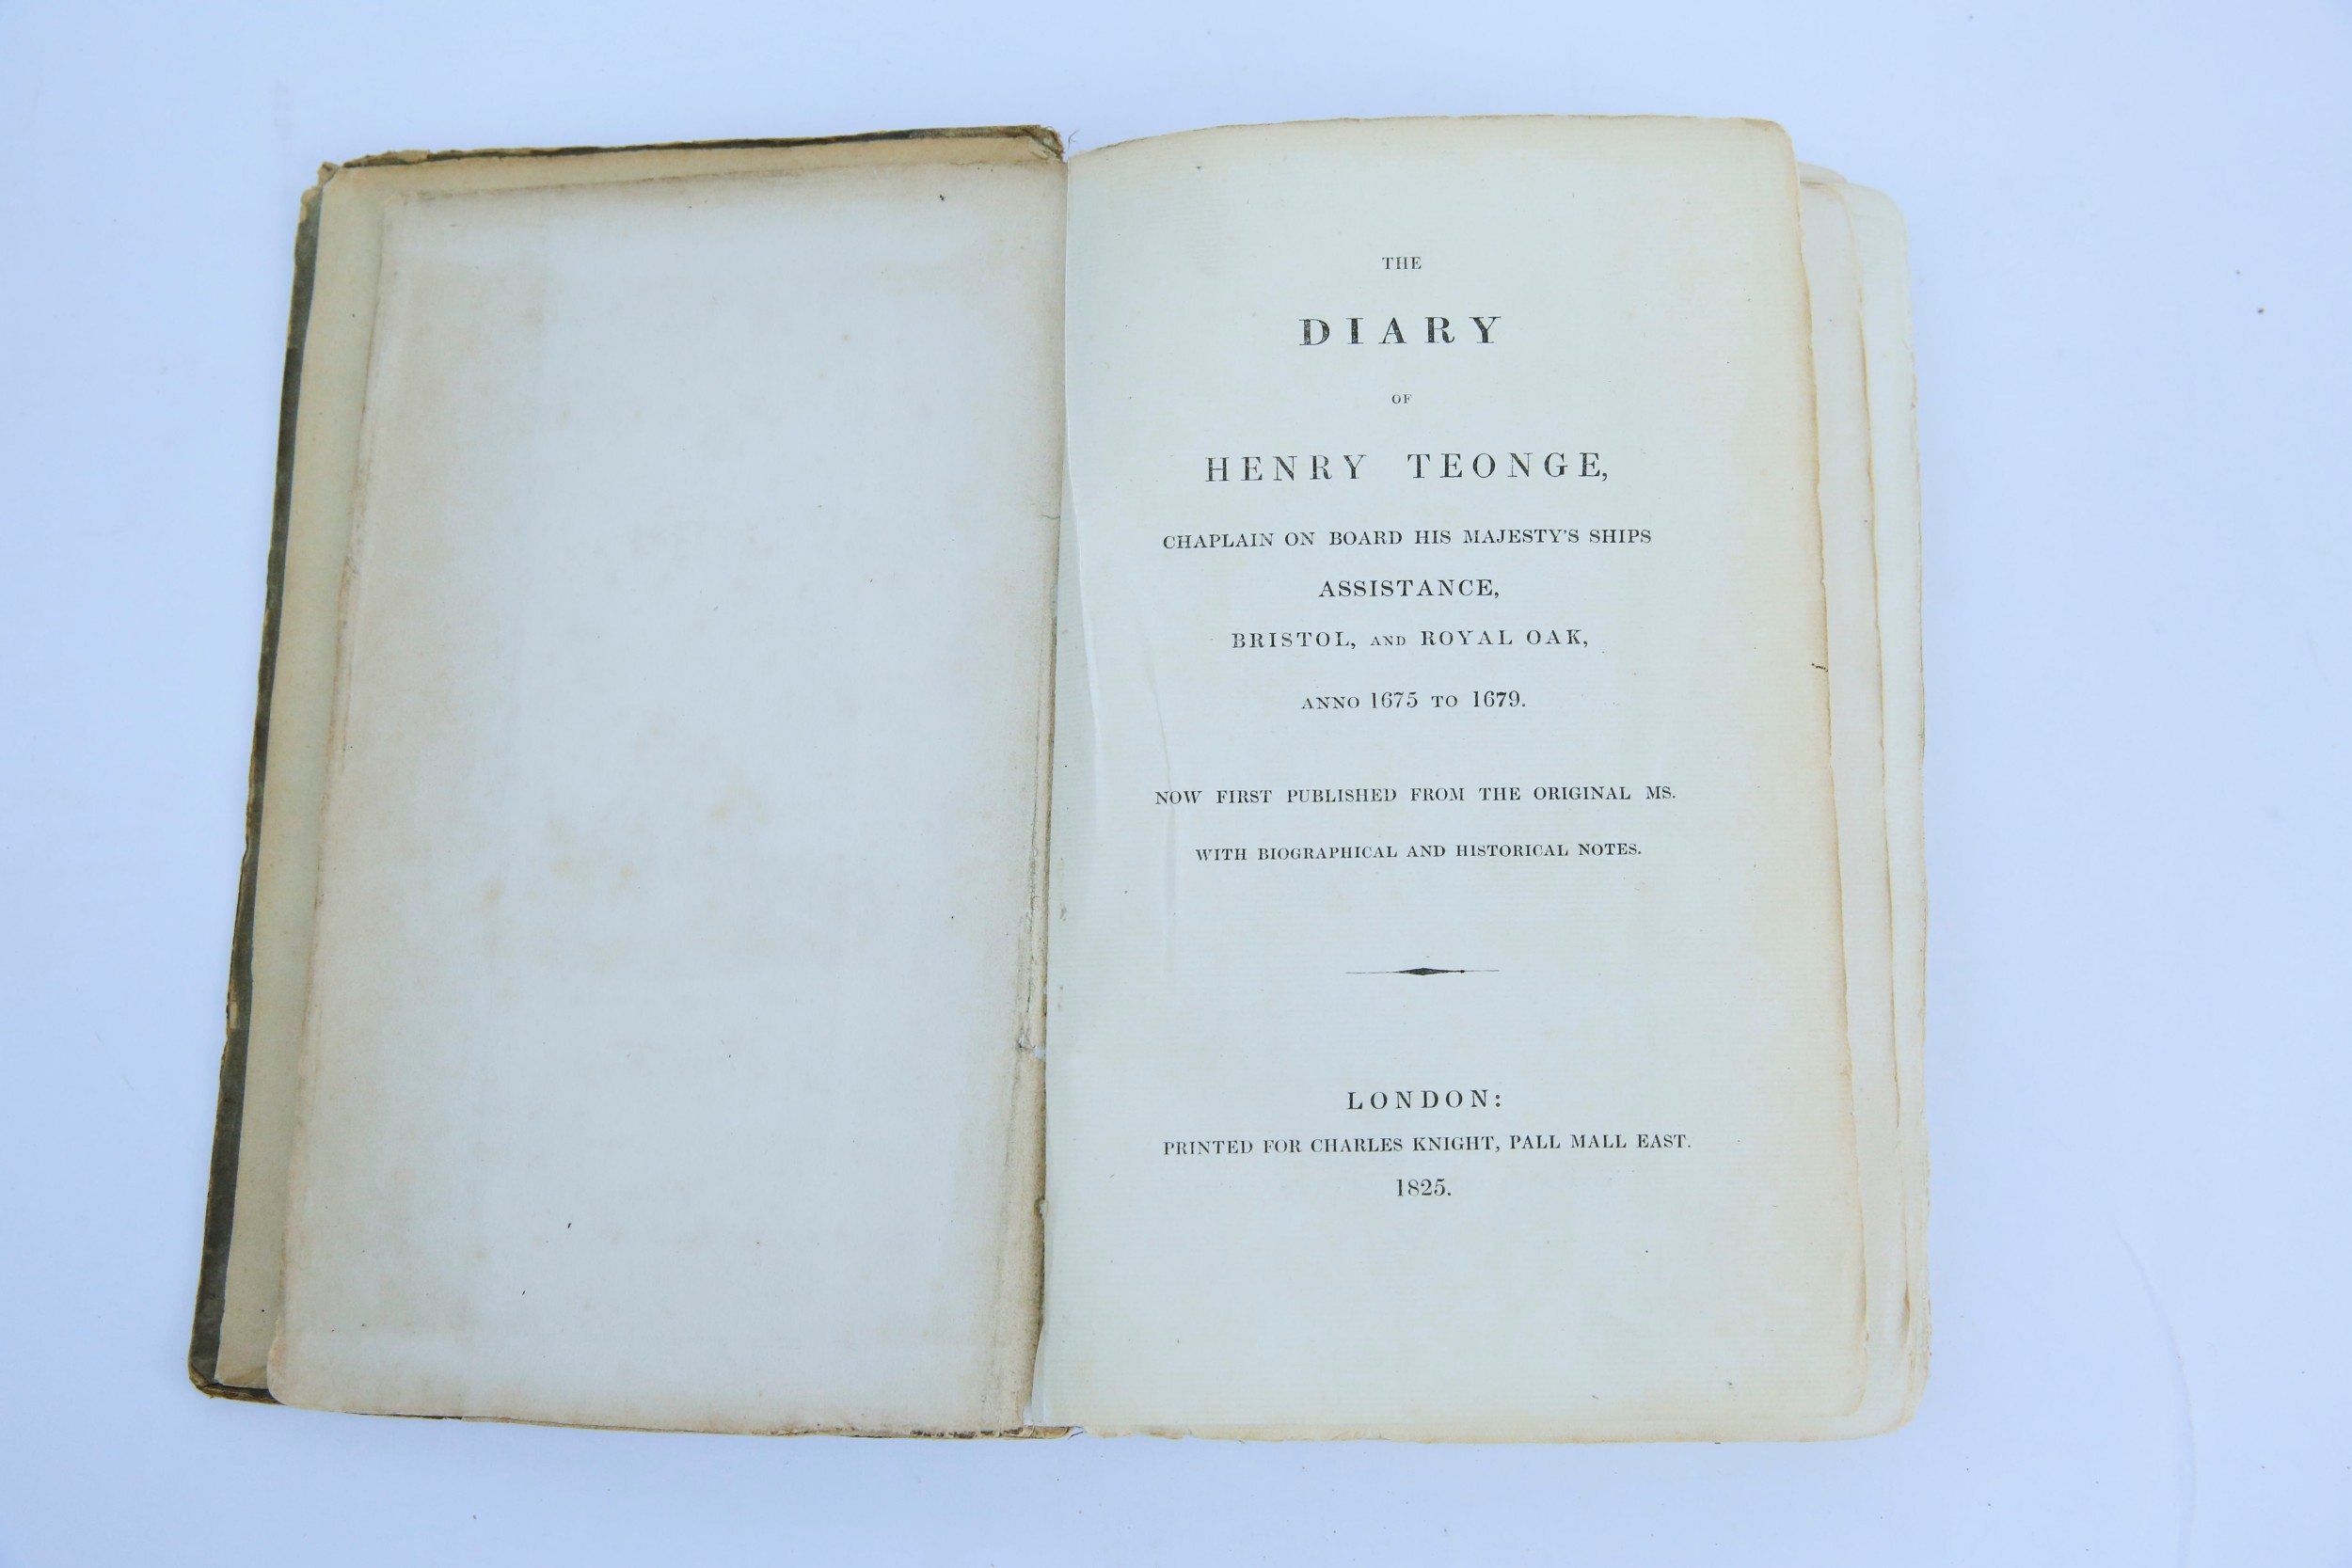 THE
DIARY
OF
HENRY TEONGE,
CHAPLAIN ON BOARD HIS MAJESTY'S SHIPS
ASSISTANCE,
BRISTOL, AND ROYAL OAK,
ANNO 1675 TO 1679.
NOW FIRST PUBLISHED FROM THE ORIGINAL MS.
WITH BIOGRAPHICAL AND HISTORICAL NOTES.
LONDON:
PRINTED FOR CHARLES KNIGHT, PALL MALL EAST.
1825.